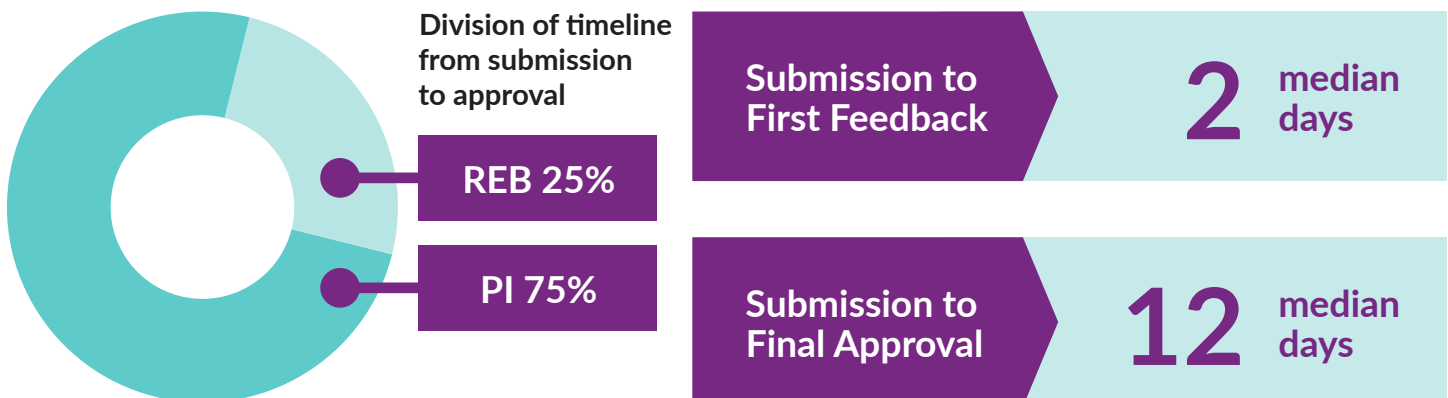 Division of timeline
from submission
to approval
REB 25%
PI 75%
Submission to
First Feedback
2 median
days
Submission to
Final Approval
12 median
days